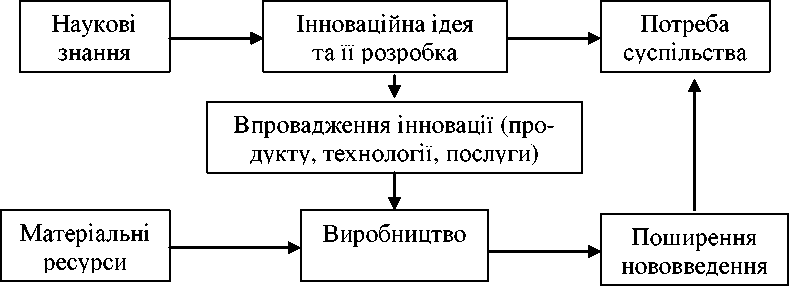 Наукові
знання
Інноваційна ідея
та її розробка
Потреба
суспільства
Впровадження інновації (про-
дукту, технології, послуги)
Матеріальні
ресурси
Виробництво
Поширення
нововведення